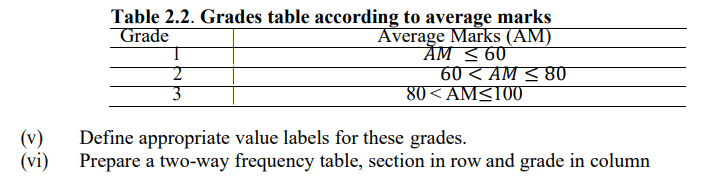 Table 2.2. Grades table according to average marks
Grade Average Marks (AM)
1 AM ≤ 60
2 60 < AM ≤ 80
3 80 < AM≤100
(v) Define appropriate value labels for these grades.
(vi) Prepare a two-way frequency table, section in row and grade in column